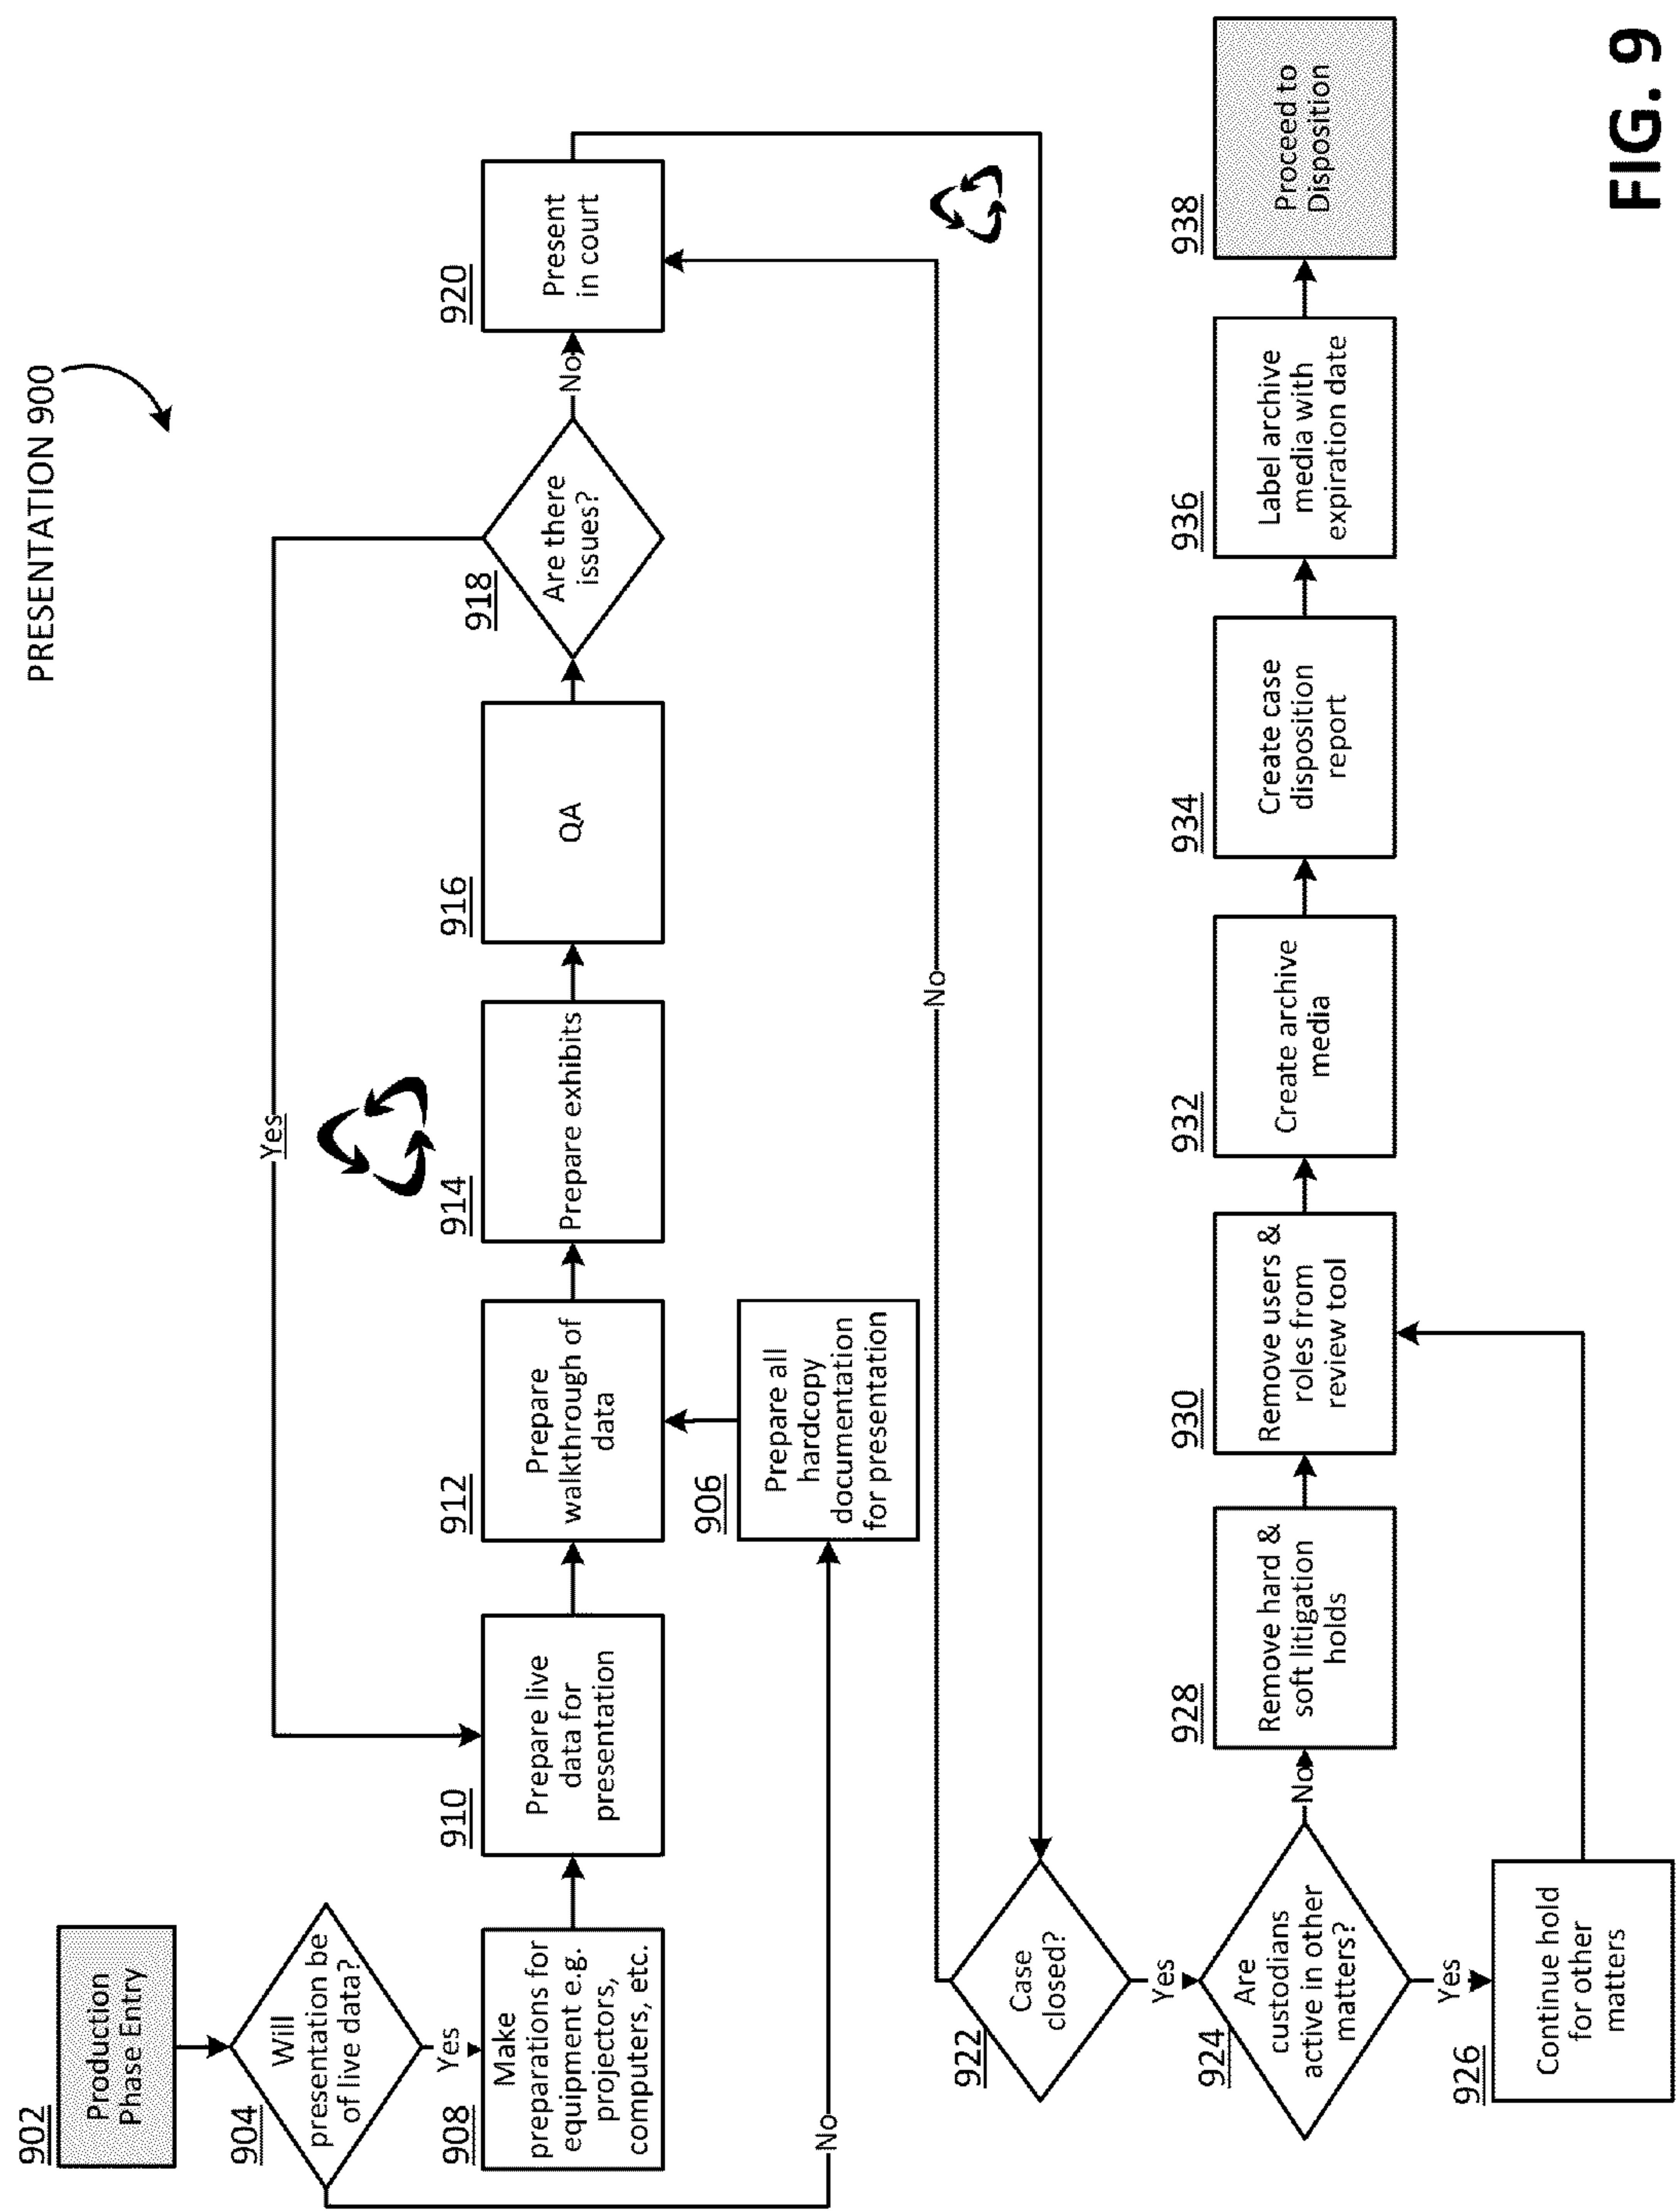 PRESENTATION 900
902
Production
Phase Entry
904
Will
presentation be
of live data?
Yes
No
908
Make
preparations for
equipment e.g.
projectors,
computers, etc.
910
Prepare live
data for
presentation
912
Prepare
walkthrough of
data
906
Prepare all
hardcopy
documentation
for presentation
914
Prepare exhibits
916
QA
918
Are there
issues?
Yes
No
920
Present
in court
922
Case
closed?
No
Yes
924
Are
custodians
active in other
matters?
No
Yes
926
Continue hold
for other
matters
928
Remove hard &
soft litigation
holds
930
Remove users &
roles from
review tool
932
Create archive
media
934
Create case
disposition
report
936
Label archive
media with
expiration date
938
Proceed to
Disposition
FIG. 9